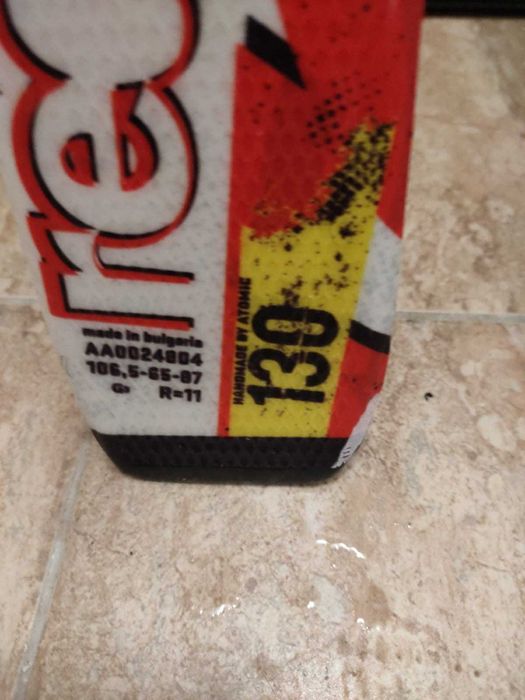 made in bulgaria
AA0024804
106,5-65-87
R=11
HANDMADE BY ATOMIC
130